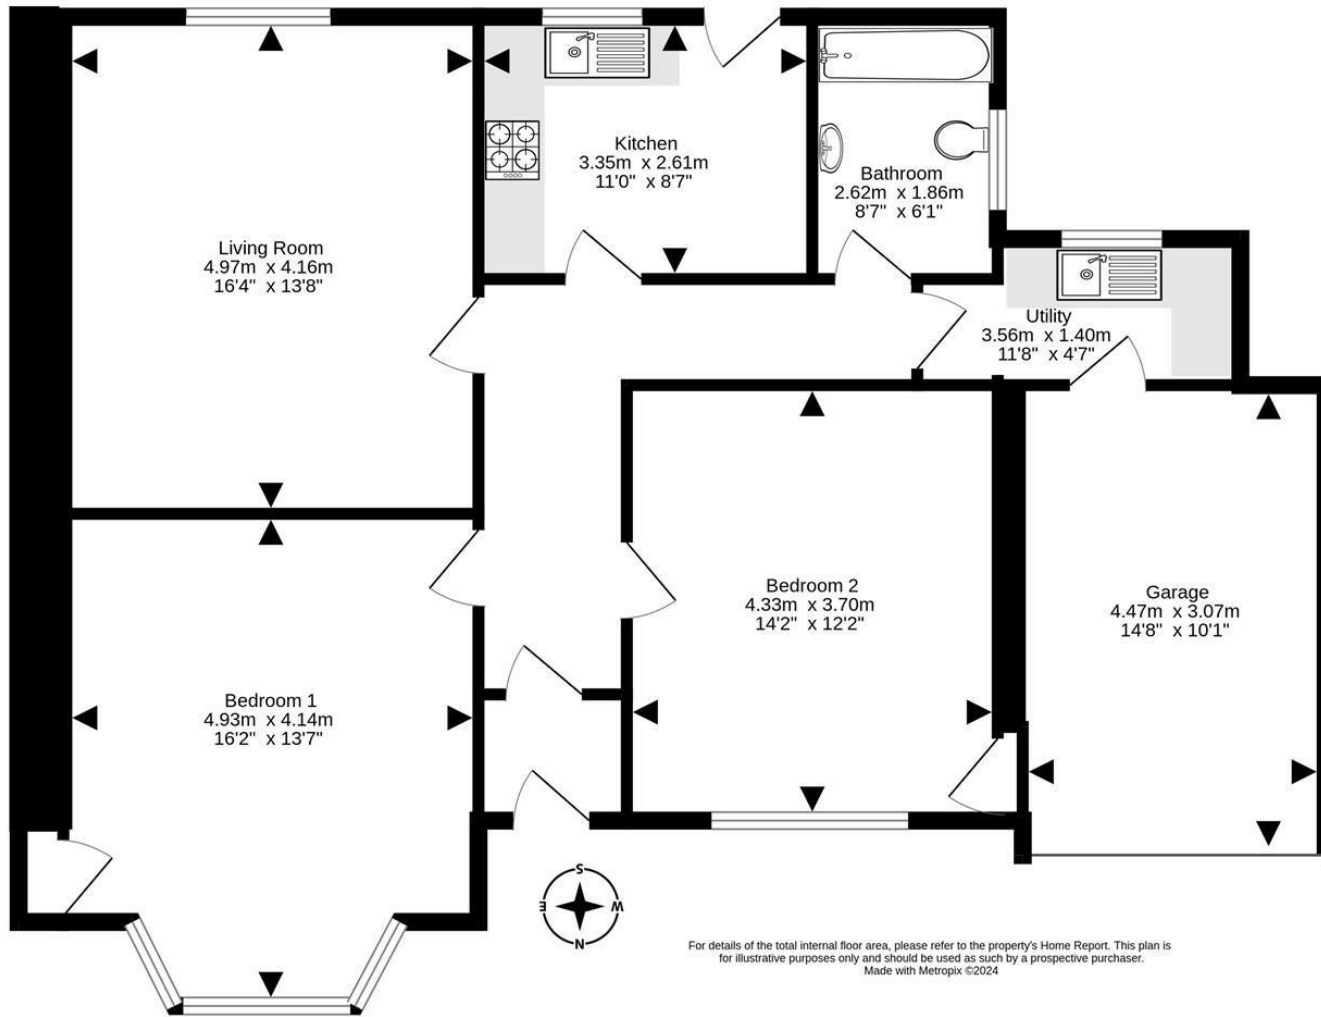 Kitchen
3.35m x 2.61m
11'0" x 8'7"
Bathroom
2.62m x 1.86m
8'7" x 6'1"
Living Room
4.97m x 4.16m
16'4" x 13'8"
Utility
3.56m x 1.40m
11'8" x 4'7"
Bedroom 2
4.33m x 3.70m
14'2" x 12'2"
Garage
4.47m x 3.07m
14'8" x 10'1"
Bedroom 1
4.93m x 4.14m
16'2" x 13'7"
S
E
W
N
For details of the total internal floor area, please refer to the property's Home Report. This plan is
for illustrative purposes only and should be used as such by a prospective purchaser.
Made with Metropix ©2024